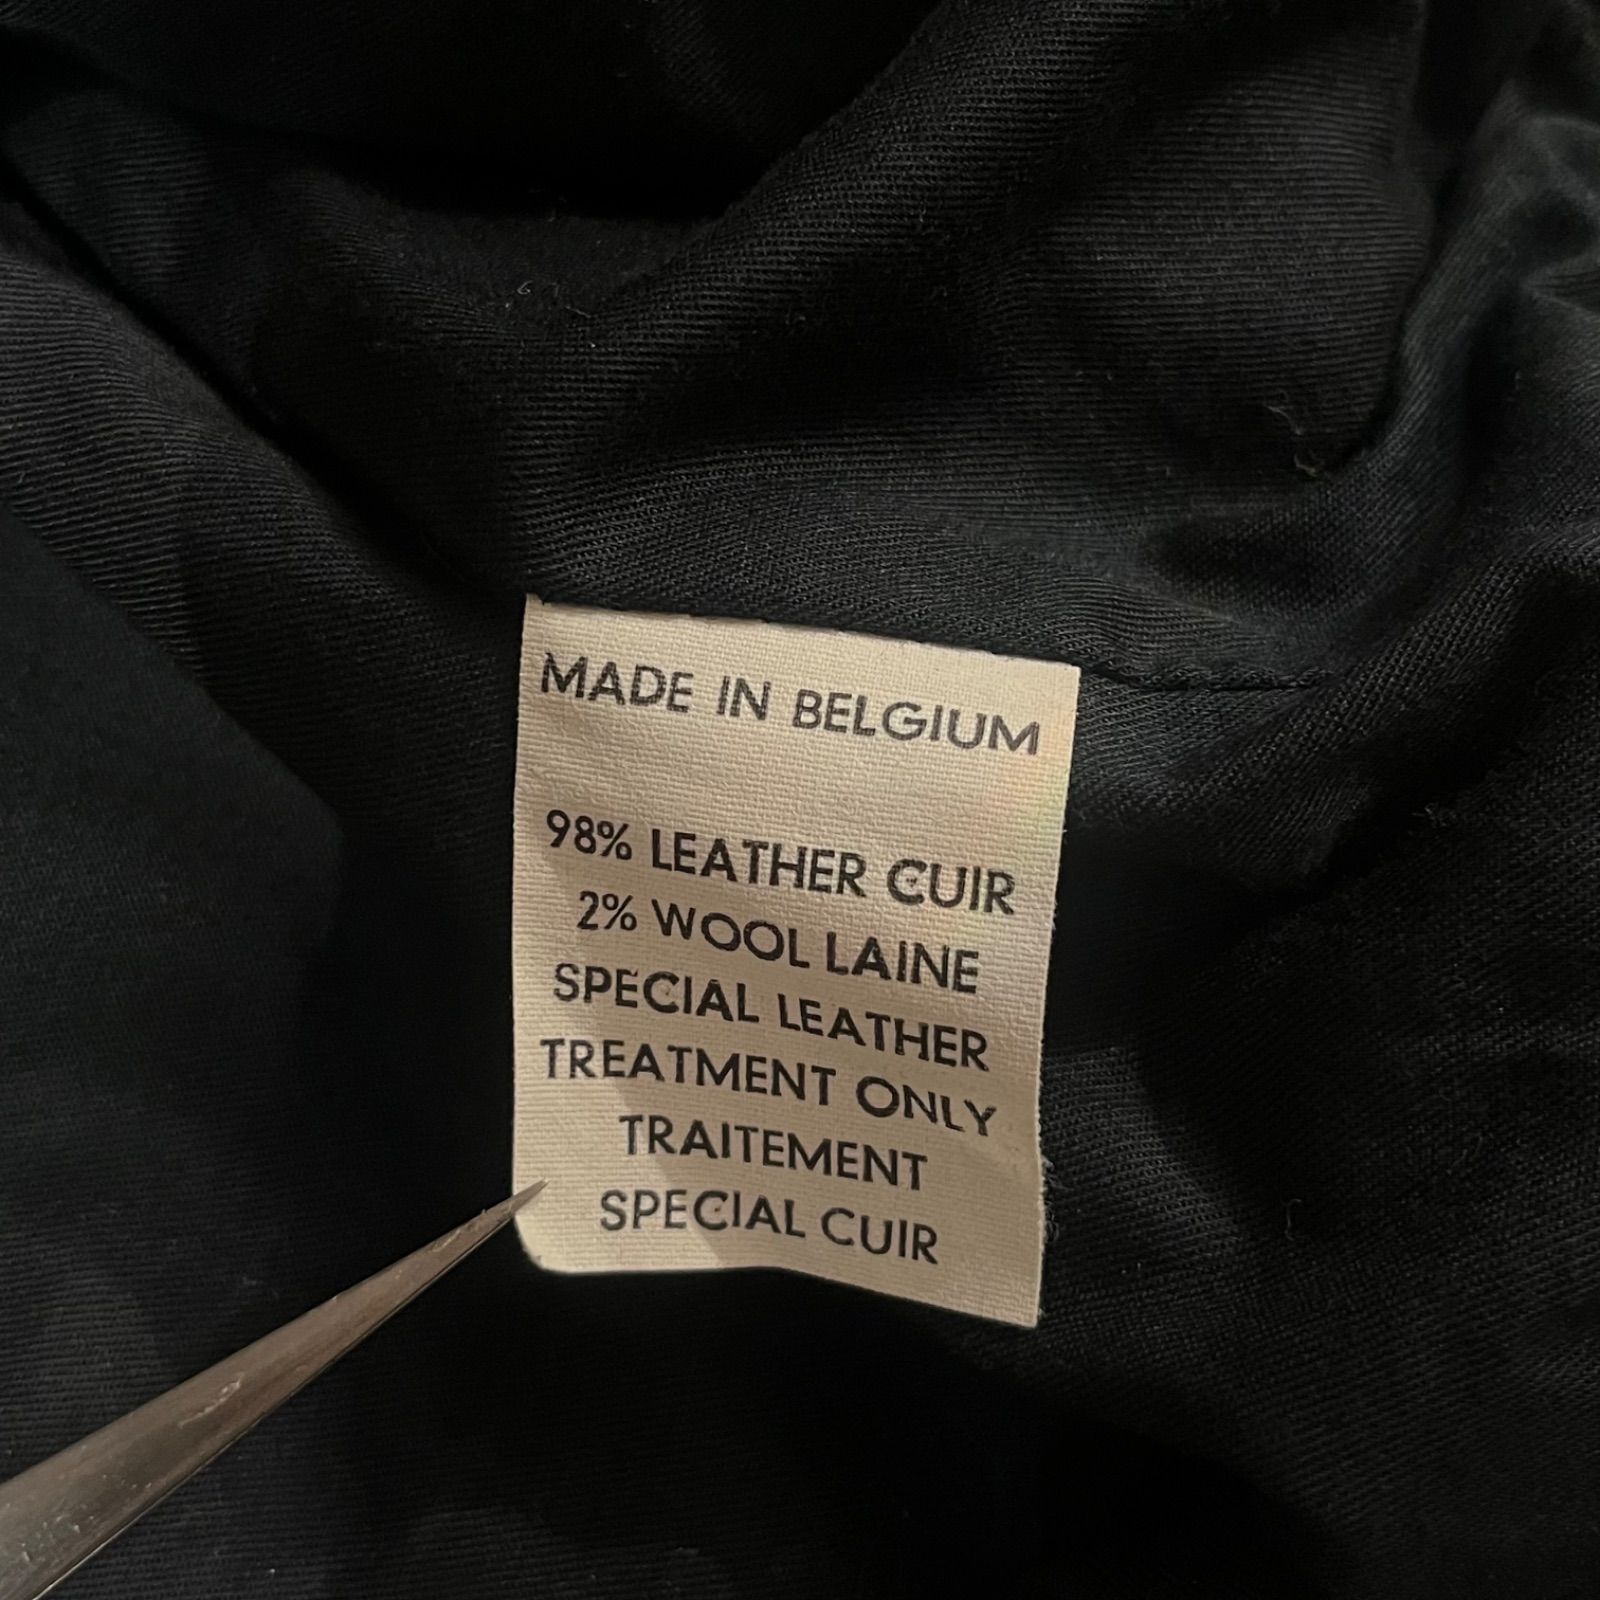 MADE IN BELGIUM
98% LEATHER CUIR
2% WOOL LAINE
SPECIAL LEATHER
TREATMENT ONLY
TRAITEMENT
SPECIAL CUIR